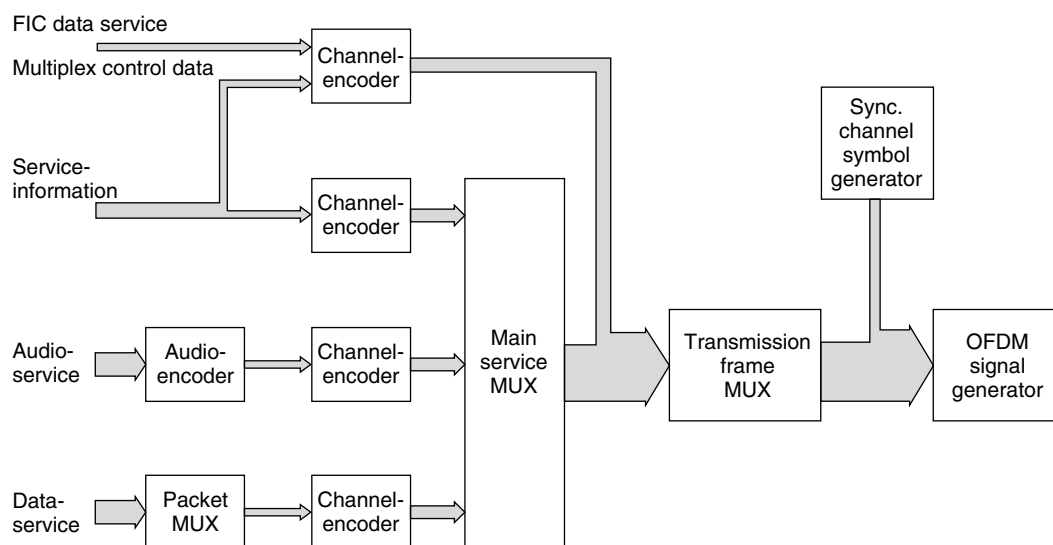 FIC data service
Multiplex control data
Channel-
encoder
Sync.
channel
symbol
generator
Service-
information
Channel-
encoder
Main
service
MUX
Transmission
frame
MUX
OFDM
signal
generator
Audio-
service
Audio-
encoder
Channel-
encoder
Data-
service
Packet
MUX
Channel-
encoder